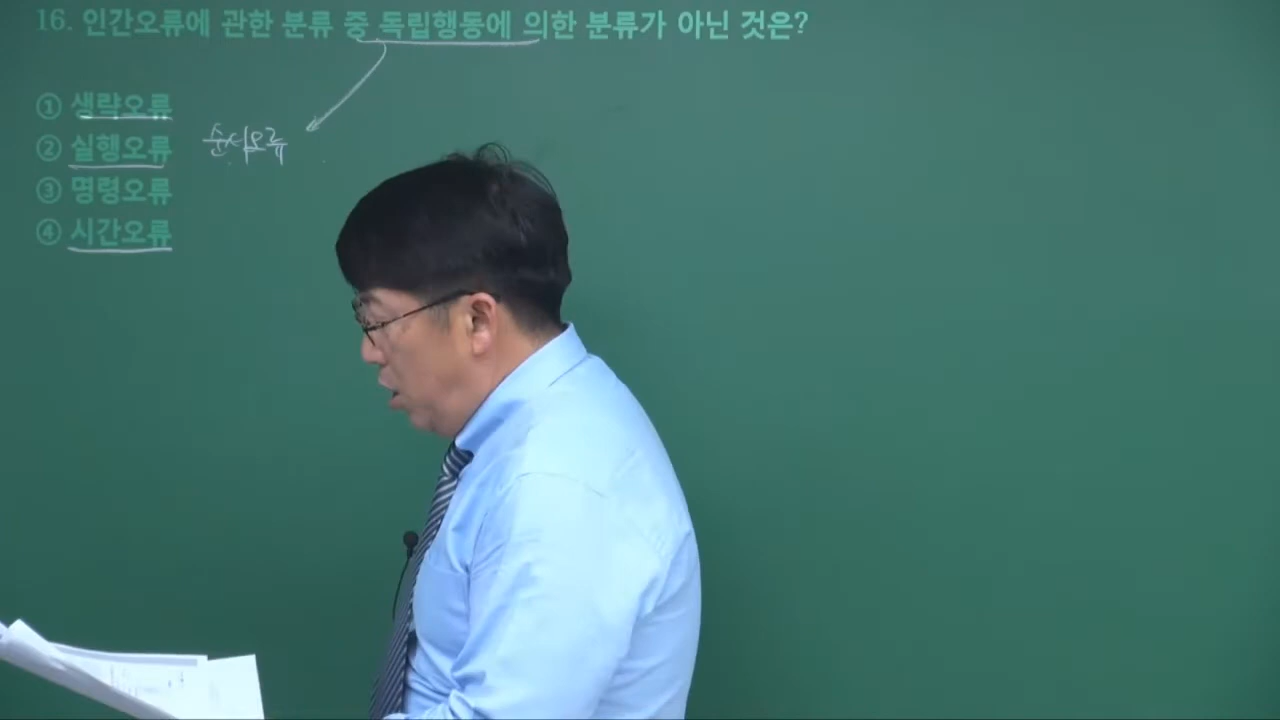 16. 인간오류에 관한 분류 중 독립행동에 의한 분류가 아닌 것은?
① 생략오류
② 실행오류 순서오류
③ 명령오류
④ 시간오류